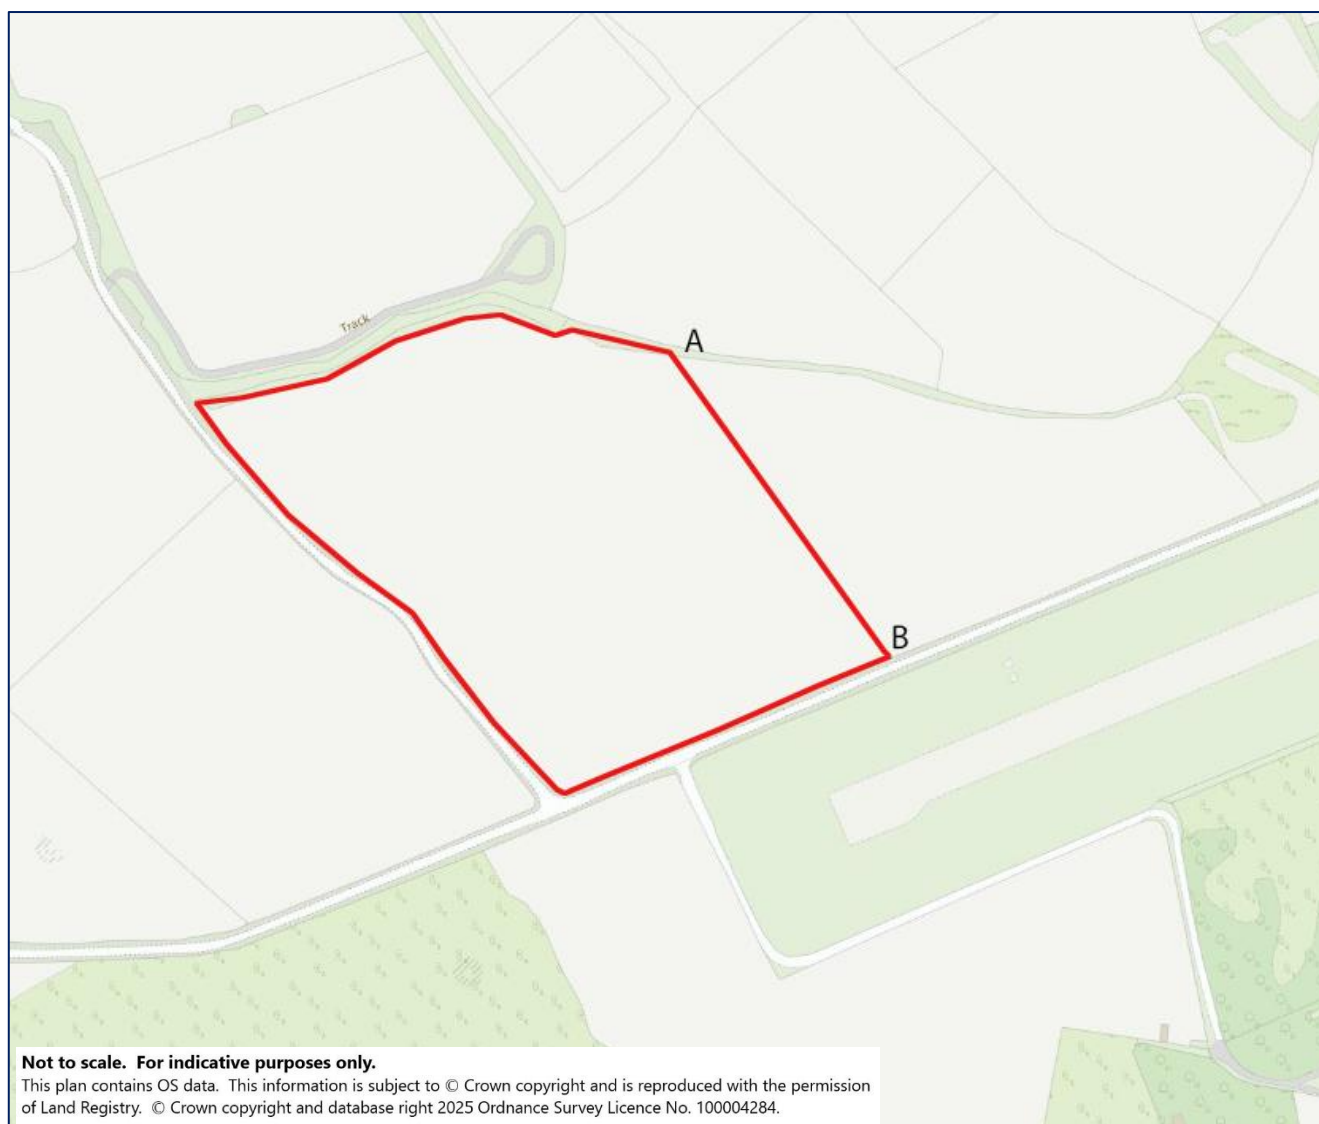 Track
A
B
Not to scale.  For indicative purposes only.
This plan contains OS data.  This information is subject to © Crown copyright and is reproduced with the permission
of Land Registry.  © Crown copyright and database right 2025 Ordnance Survey Licence No. 100004284.